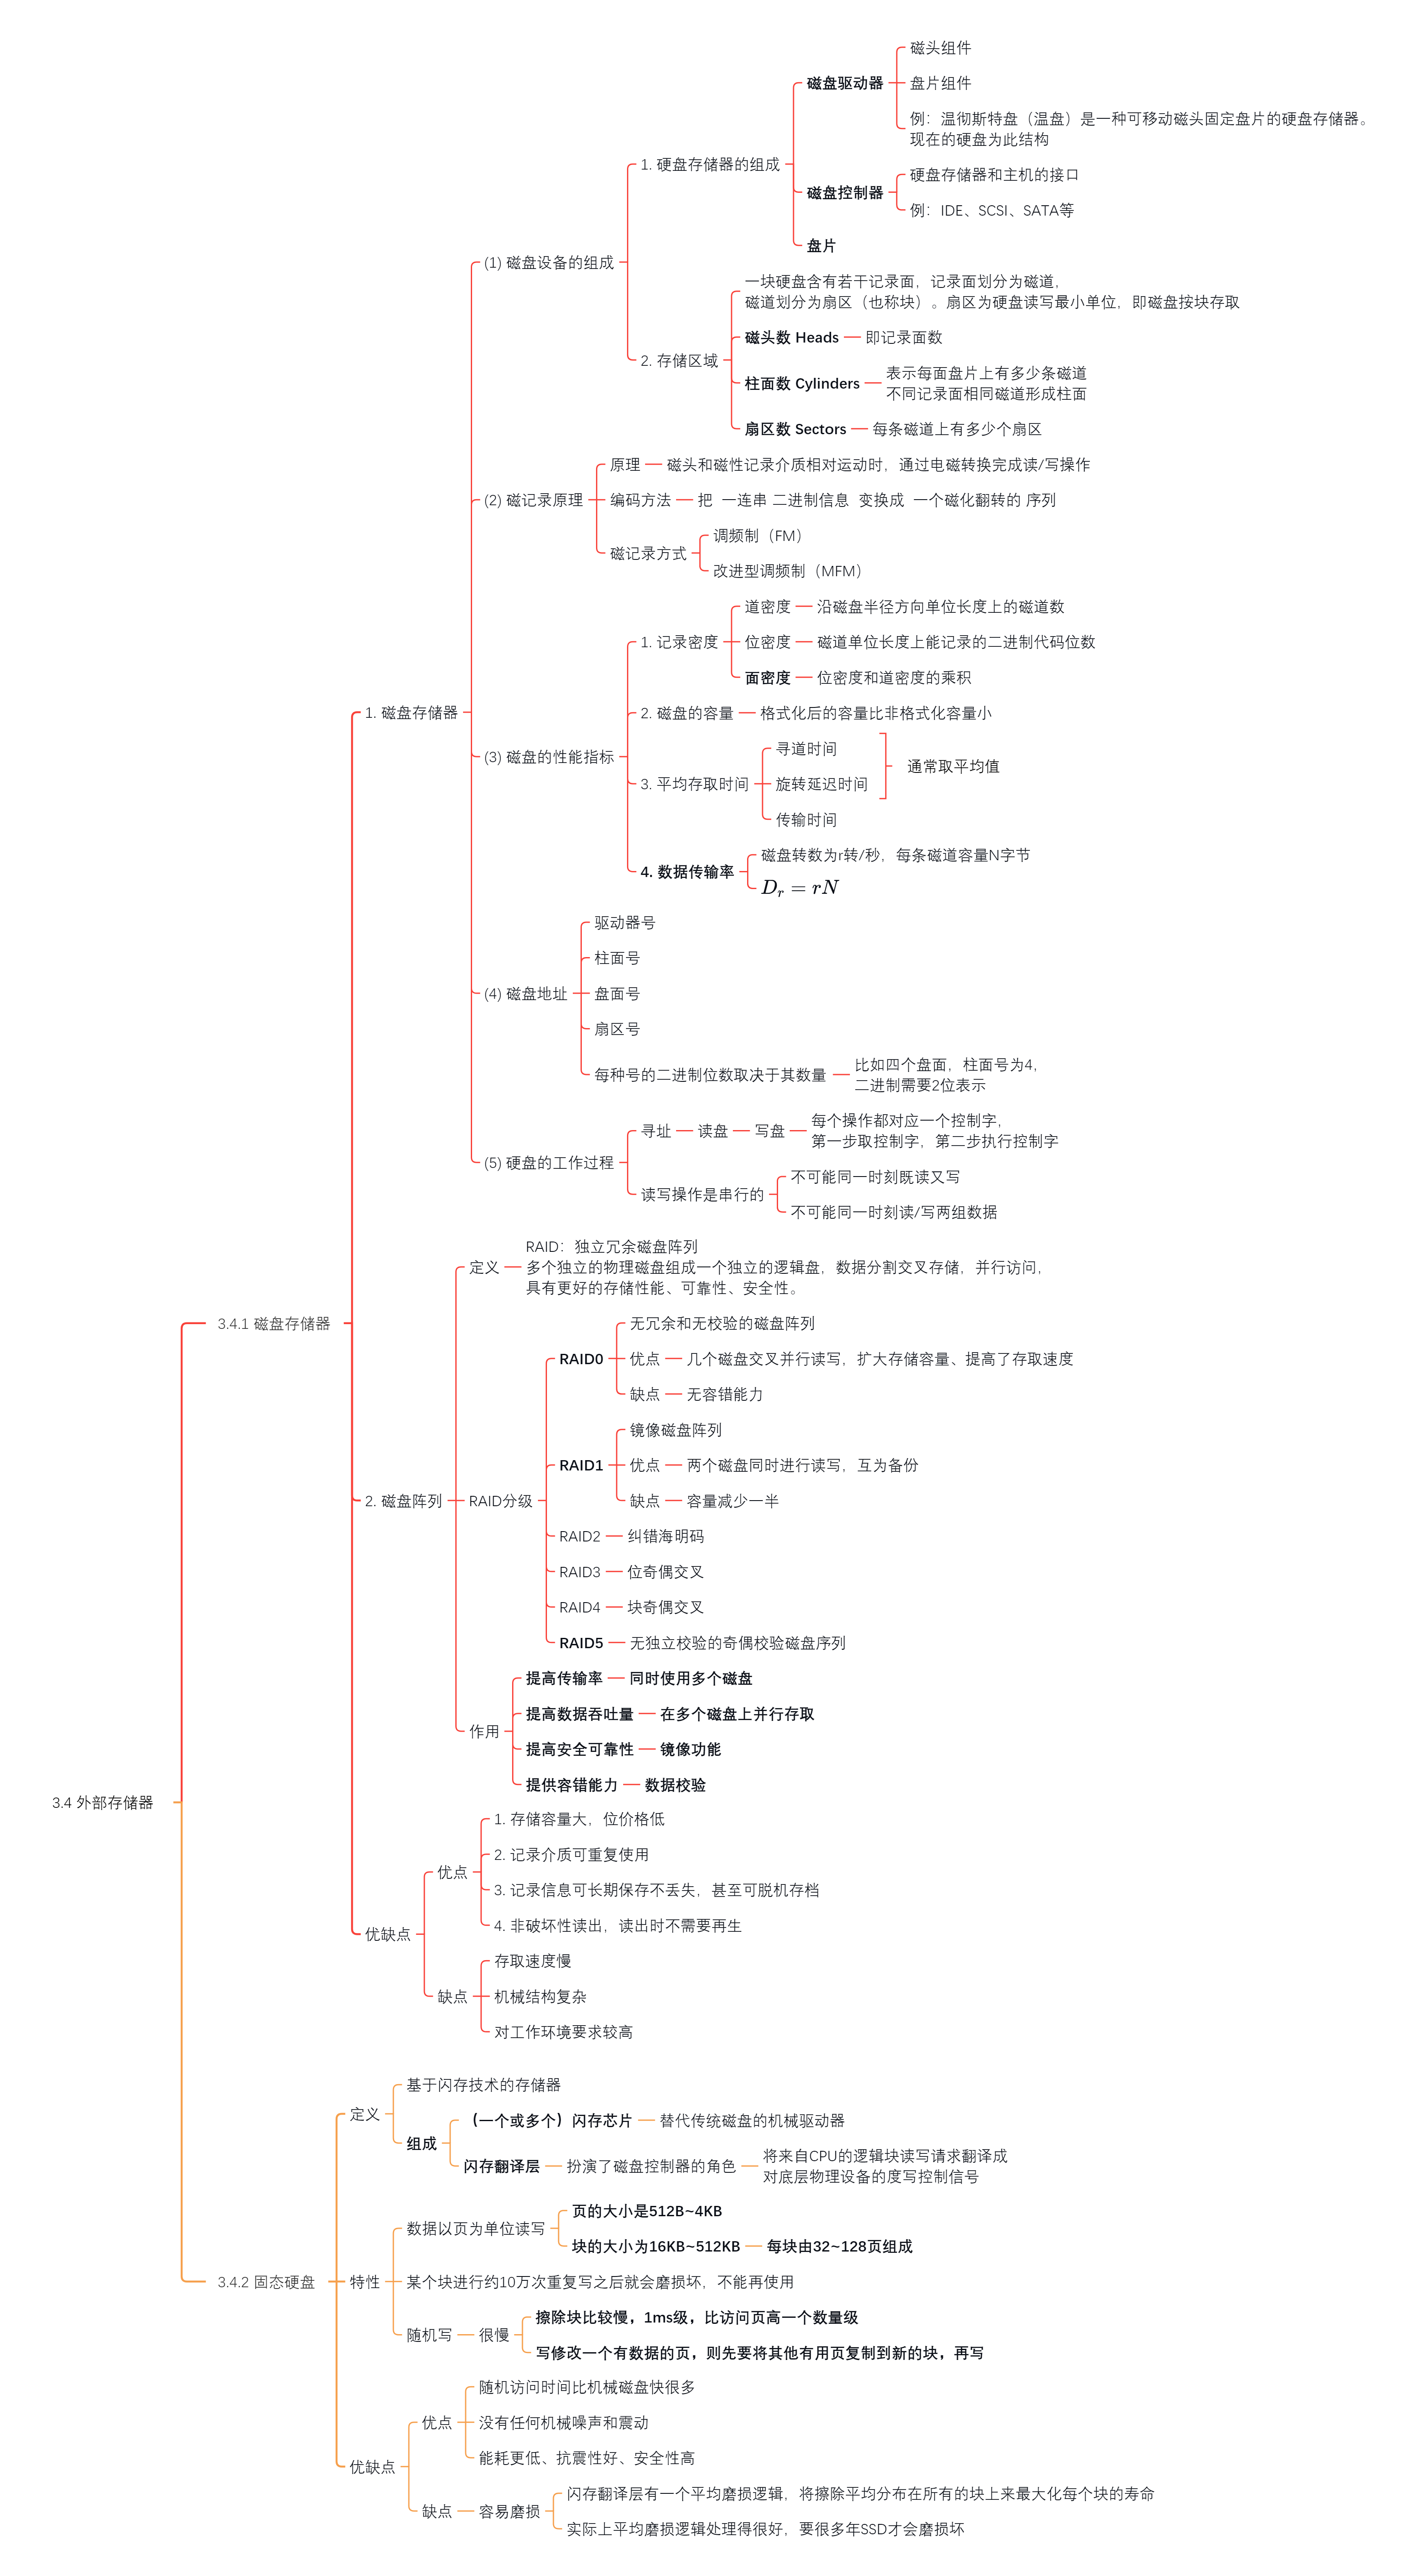 磁头组件
磁盘驱动器
盘片组件
例：温彻斯特盘（温盘）是一种可移动磁头固定盘片的硬盘存储器。
现在的硬盘为此结构
1. 硬盘存储器的组成
硬盘存储器和主机的接口
磁盘控制器
例：IDE、SCSI、SATA等
盘片
(1) 磁盘设备的组成
一块硬盘含有若干记录面，记录面划分为磁道，
磁道划分为扇区（也称块）。扇区为硬盘读写最小单位，即磁盘按块存取
磁头数 Heads
即记录面数
2. 存储区域
柱面数 Cylinders
表示每面盘片上有多少条磁道
不同记录面相同磁道形成柱面
扇区数 Sectors
每条磁道上有多少个扇区
原理
磁头和磁性记录介质相对运动时，通过电磁转换完成读/写操作
(2) 磁记录原理
编码方法
把 一连串 二进制信息 变换成 一个磁化翻转的 序列
磁记录方式
调频制（FM）
改进型调频制（MFM）
道密度
沿磁盘半径方向单位长度上的磁道数
1. 记录密度
位密度
磁道单位长度上能记录的二进制代码位数
面密度
位密度和道密度的乘积
1. 磁盘存储器
2. 磁盘的容量
格式化后的容量比非格式化容量小
(3) 磁盘的性能指标
寻道时间
通常取平均值
3. 平均存取时间
旋转延迟时间
传输时间
磁盘转数为r转/秒，每条磁道容量N字节
4. 数据传输率
D_r = rN
驱动器号
柱面号
(4) 磁盘地址
盘面号
扇区号
每种号的二进制位数取决于其数量
比如四个盘面，柱面号为4，
二进制需要2位表示
寻址
读盘
写盘
每个操作都对应一个控制字，
第一步取控制字，第二步执行控制字
(5) 硬盘的工作过程
不可能同一时刻既读又写
读写操作是串行的
不可能同一时刻读/写两组数据
定义
RAID：独立冗余磁盘阵列
多个独立的物理磁盘组成一个独立的逻辑盘，数据分割交叉存储，并行访问，
具有更好的存储性能、可靠性、安全性。
3.4.1 磁盘存储器
无冗余和无校验的磁盘阵列
RAID0
优点
几个磁盘交叉并行读写，扩大存储容量、提高了存取速度
缺点
无容错能力
镜像磁盘阵列
RAID1
优点
两个磁盘同时进行读写，互为备份
缺点
容量减少一半
2. 磁盘阵列
RAID分级
RAID2
纠错海明码
RAID3
位奇偶交叉
RAID4
块奇偶交叉
RAID5
无独立校验的奇偶校验磁盘序列
提高传输率
同时使用多个磁盘
提高数据吞吐量
在多个磁盘上并行存取
作用
提高安全可靠性
镜像功能
提供容错能力
数据校验
3.4 外部存储器
1. 存储容量大，位价格低
2. 记录介质可重复使用
优点
3. 记录信息可长期保存不丢失，甚至可脱机存档
4. 非破坏性读出，读出时不需要再生
优缺点
存取速度慢
缺点
机械结构复杂
对工作环境要求较高
基于闪存技术的存储器
定义
（一个或多个）闪存芯片
替代传统磁盘的机械驱动器
组成
闪存翻译层
扮演了磁盘控制器的角色
将来自CPU的逻辑块读写请求翻译成
对底层物理设备的度写控制信号
页的大小是512B~4KB
数据以页为单位读写
块的大小为16KB~512KB
每块由32~128页组成
3.4.2 固态硬盘
特性
某个块进行约10万次重复写之后就会磨损坏，不能再使用
擦除块比较慢，1ms级，比访问页高一个数量级
随机写
很慢
写修改一个有数据的页，则先要将其他有用页复制到新的块，再写
随机访问时间比机械磁盘快很多
优点
没有任何机械噪声和震动
能耗更低、抗震性好、安全性高
优缺点
闪存翻译层有一个平均磨损逻辑，将擦除平均分布在所有的块上来最大化每个块的寿命
缺点
容易磨损
实际上平均磨损逻辑处理得很好，要很多年SSD才会磨损坏